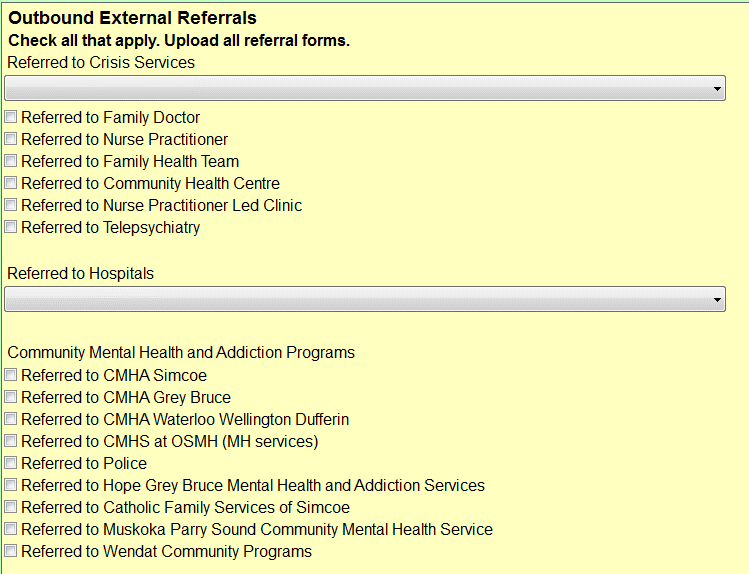 Outbound External Referrals
Check all that apply. Upload all referral forms.
Referred to Crisis Services
Referred to Family Doctor
Referred to Nurse Practitioner
Referred to Family Health Team
Referred to Community Health Centre
Referred to Nurse Practitioner Led Clinic
Referred to Telepsychiatry
Referred to Hospitals
Community Mental Health and Addiction Programs
Referred to CMHA Simcoe
Referred to CMHA Grey Bruce
Referred to CMHA Waterloo Wellington Dufferin
Referred to CMHS at OSMH (MH services)
Referred to Police
Referred to Hope Grey Bruce Mental Health and Addiction Services
Referred to Catholic Family Services of Simcoe
Referred to Muskoka Parry Sound Community Mental Health Service
Referred to Wendat Community Programs